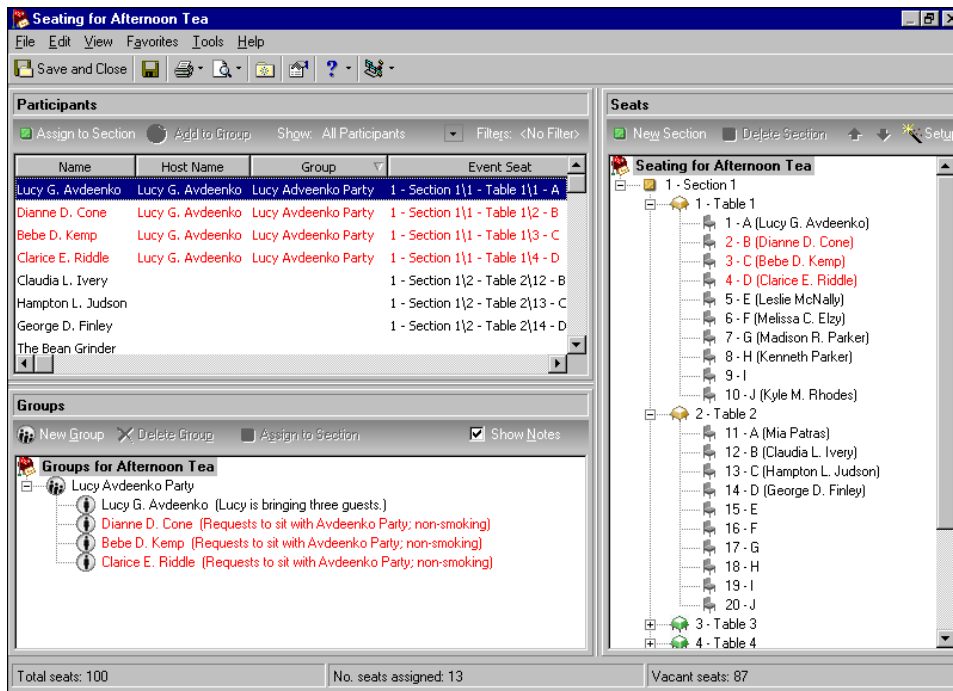 Seating for Afternoon Tea
File Edit View Favorites Tools Help
Save and Close
Participants
Assign to Section Add to Group Show: All Participants Filters: <No Filter>
Name Host Name Group Event Seat
Lucy G. Avdeenko Lucy G. Avdeenko Lucy Adveenko Party 1 - Section 1\1 - Table 1\1 - A
Dianne D. Cone Lucy G. Avdeenko Lucy Avdeenko Party 1 - Section 1\1 - Table 1\2 - B
Bebe D. Kemp Lucy G. Avdeenko Lucy Avdeenko Party 1 - Section 1\1 - Table 1\3 - C
Clarice E. Riddle Lucy G. Avdeenko Lucy Avdeenko Party 1 - Section 1\1 - Table 1\4 - D
Claudia L. Ivery 1 - Section 1\2 - Table 2\12 - B
Hampton L. Judson 1 - Section 1\2 - Table 2\13 - C
George D. Finley 1 - Section 1\2 - Table 2\14 - D
The Bean Grinder
Groups
New Group Delete Group Assign to Section Show Notes
Groups for Afternoon Tea
Lucy Avdeenko Party
Lucy G. Avdeenko (Lucy is bringing three guests.)
Dianne D. Cone (Requests to sit with Avdeenko Party; non-smoking)
Bebe D. Kemp (Requests to sit with Avdeenko Party; non-smoking)
Clarice E. Riddle (Requests to sit with Avdeenko Party; non-smoking)
Seats
New Section Delete Section Setup
Seating for Afternoon Tea
1 - Section 1
1 - Table 1
1 - A (Lucy G. Avdeenko)
2 - B (Dianne D. Cone)
3 - C (Bebe D. Kemp)
4 - D (Clarice E. Riddle)
5 - E (Leslie McNally)
6 - F (Melissa C. Elzy)
7 - G (Madison R. Parker)
8 - H (Kenneth Parker)
9 - I
10 - J (Kyle M. Rhodes)
2 - Table 2
11 - A (Mia Patras)
12 - B (Claudia L. Ivery)
13 - C (Hampton L. Judson)
14 - D (George D. Finley)
15 - E
16 - F
17 - G
18 - H
19 - I
20 - J
3 - Table 3
4 - Table 4
Total seats: 100 No. seats assigned: 13 Vacant seats: 87